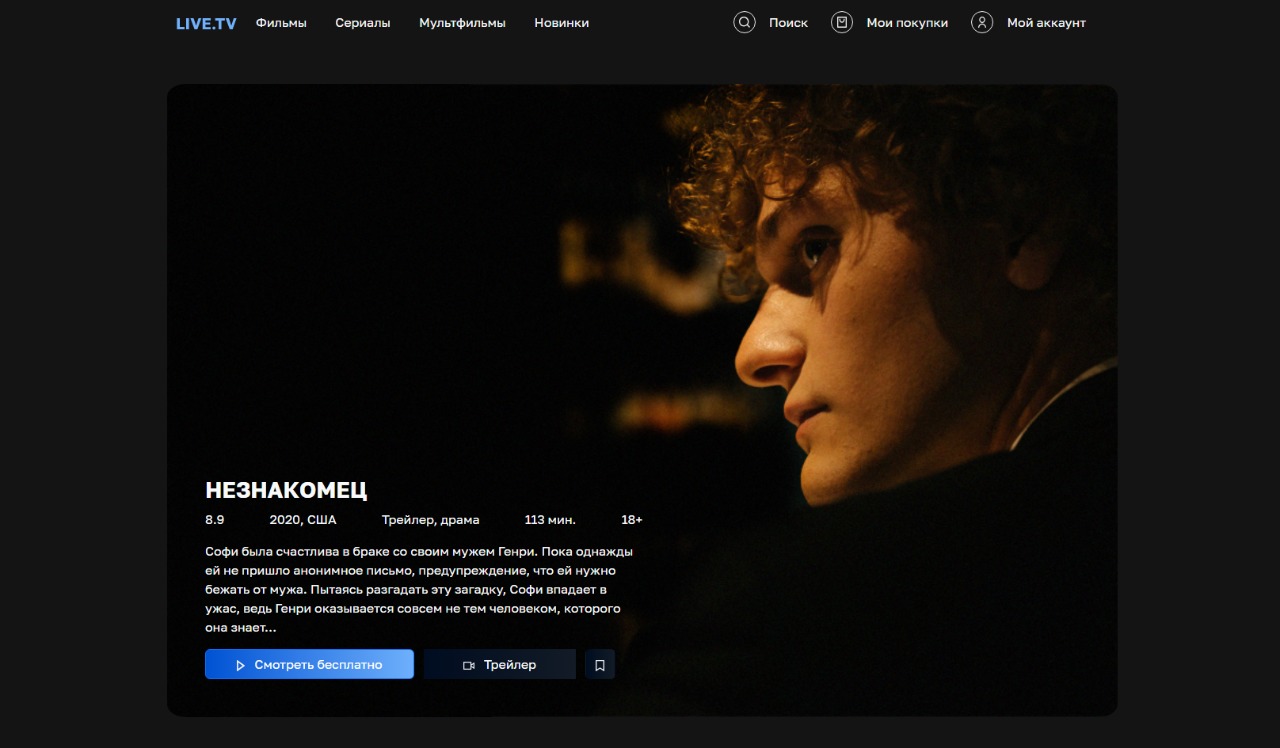 LIVE.TV Фильмы Сериалы Мультфильмы Новинки Поиск Мои покупки Мой аккаунт
НЕЗНАКОМЕЦ
8.9 2020, США Трейлер, драма 113 мин. 18+
Софи была счастлива в браке со своим мужем Генри. Пока однажды
ей не пришло анонимное письмо, предупреждение, что ей нужно
бежать от мужа. Пытаясь разгадать эту загадку, Софи впадает в
ужас, ведь Генри оказывается совсем не тем человеком, которого
она знает...
Смотреть бесплатно Трейлер